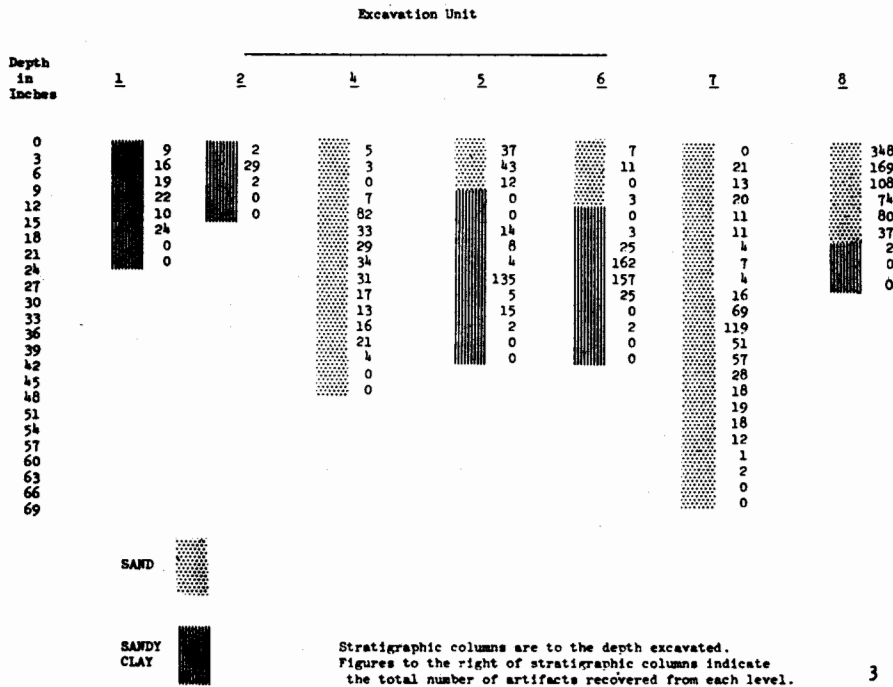 Excavation Unit
Depth
in
Inches
1 2 4 5 6 7 8
0
9 2 5 37 7 0 348
3
16 29 3 43 11 21 169
6
19 2 0 12 0 13 108
9
22 0 7 0 3 20 74
12
10 0 82 0 0 11 80
15
24 33 14 3 11 37
18
0 29 8 25 4 2
21
0 34 4 162 7 0
24
31 135 157 4 0
27
17 5 25 16
30
13 15 0 69
33
16 2 2 119
36
21 0 0 51
39
4 0 0 57
42
0 28
45
0 18
48
19
51
18
54
12
57
1
60
2
63
0
66
0
69
SAND
SANDY
CLAY
Stratigraphic columns are to the depth excavated.
Figures to the right of stratigraphic columns indicate
the total number of artifacts recovered from each level.
3